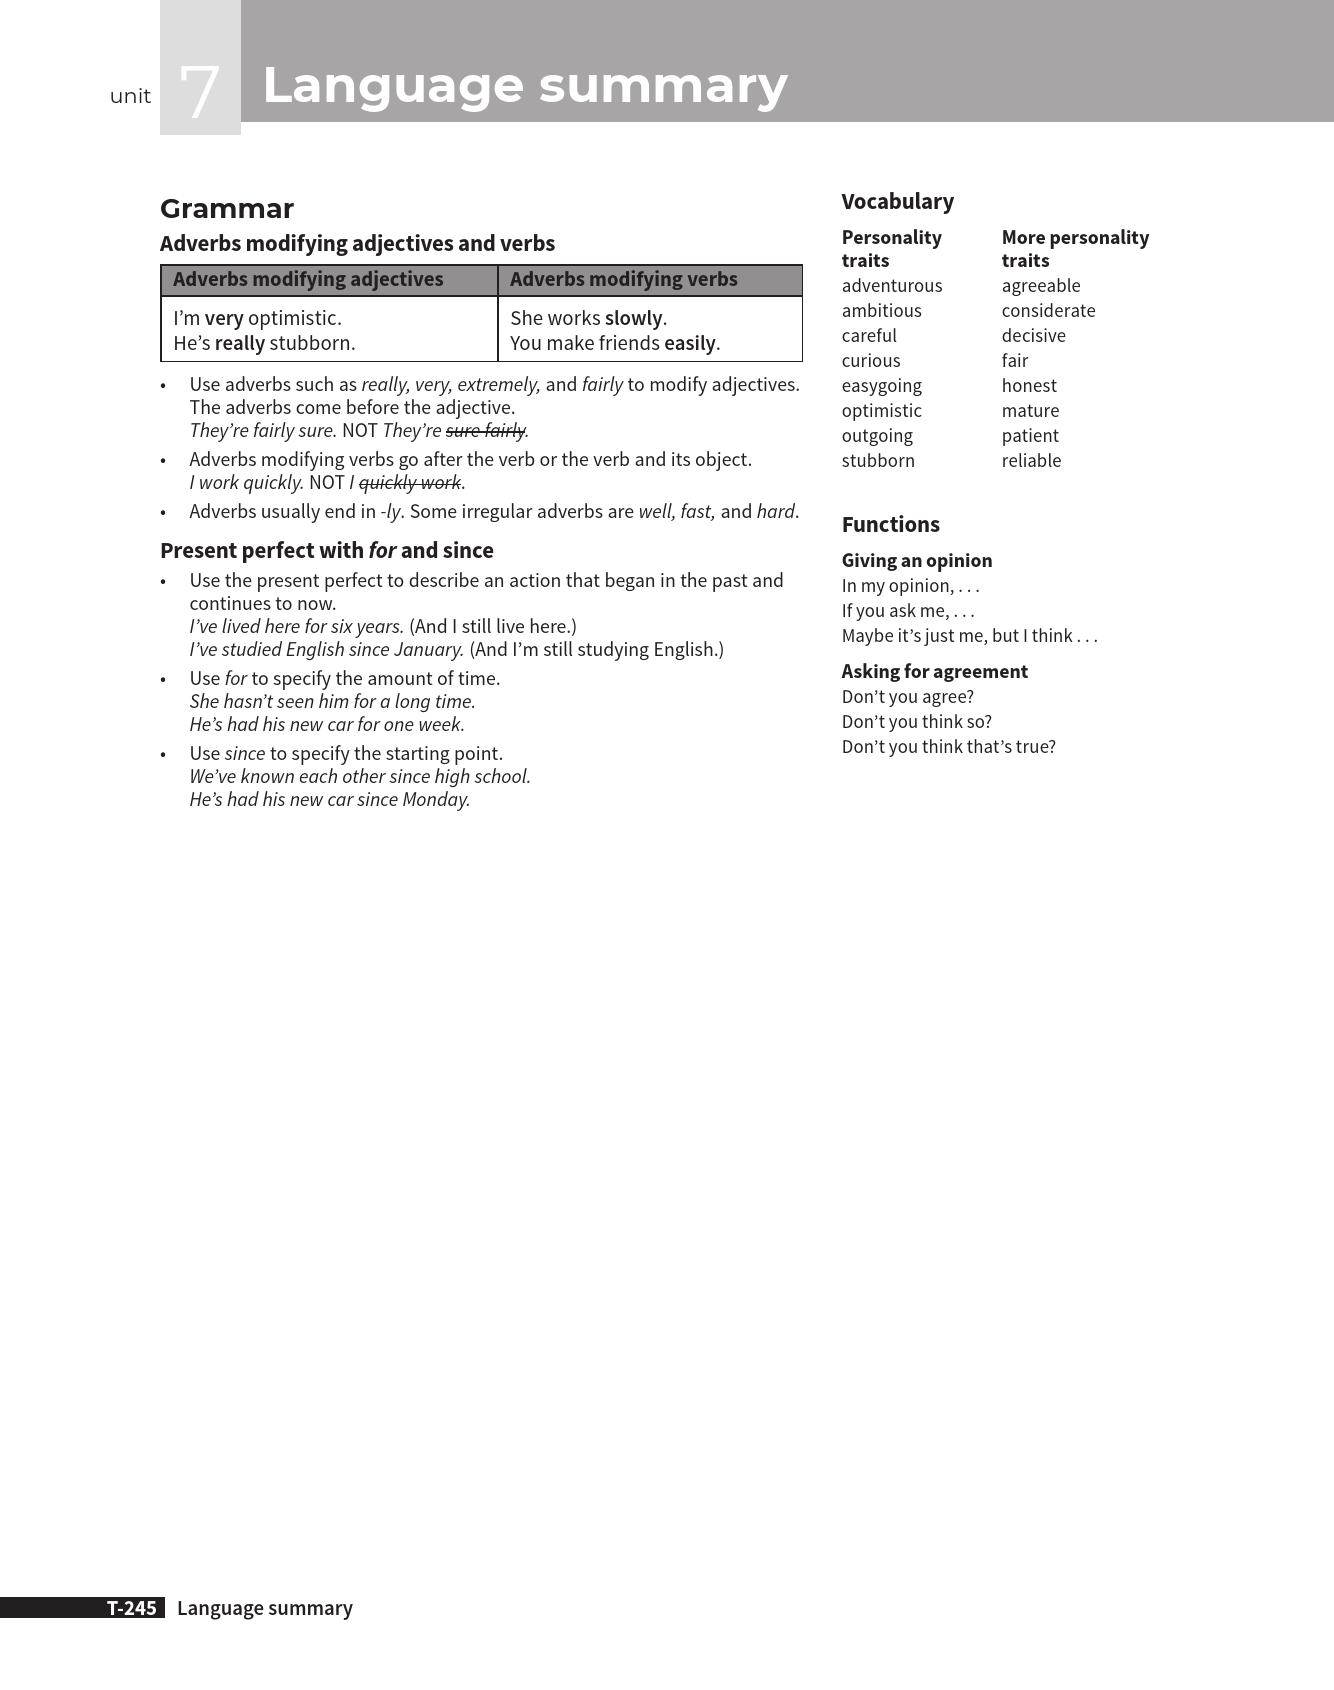 unit 7 Language summary
Grammar
Adverbs modifying adjectives and verbs
Adverbs modifying adjectives Adverbs modifying verbs
I’m very optimistic. She works slowly.
He’s really stubborn. You make friends easily.
• Use adverbs such as really, very, extremely, and fairly to modify adjectives.
The adverbs come before the adjective.
They’re fairly sure. NOT They’re sure fairly.
• Adverbs modifying verbs go after the verb or the verb and its object.
I work quickly. NOT I quickly work.
• Adverbs usually end in -ly. Some irregular adverbs are well, fast, and hard.
Present perfect with for and since
• Use the present perfect to describe an action that began in the past and
continues to now.
I’ve lived here for six years. (And I still live here.)
I’ve studied English since January. (And I’m still studying English.)
• Use for to specify the amount of time.
She hasn’t seen him for a long time.
He’s had his new car for one week.
• Use since to specify the starting point.
We’ve known each other since high school.
He’s had his new car since Monday.
Vocabulary
Personality
traits
adventurous
ambitious
careful
curious
easygoing
optimistic
outgoing
stubborn
More personality
traits
agreeable
considerate
decisive
fair
honest
mature
patient
reliable
Functions
Giving an opinion
In my opinion, . . .
If you ask me, . . .
Maybe it’s just me, but I think . . .
Asking for agreement
Don’t you agree?
Don’t you think so?
Don’t you think that’s true?
T-245 Language summary